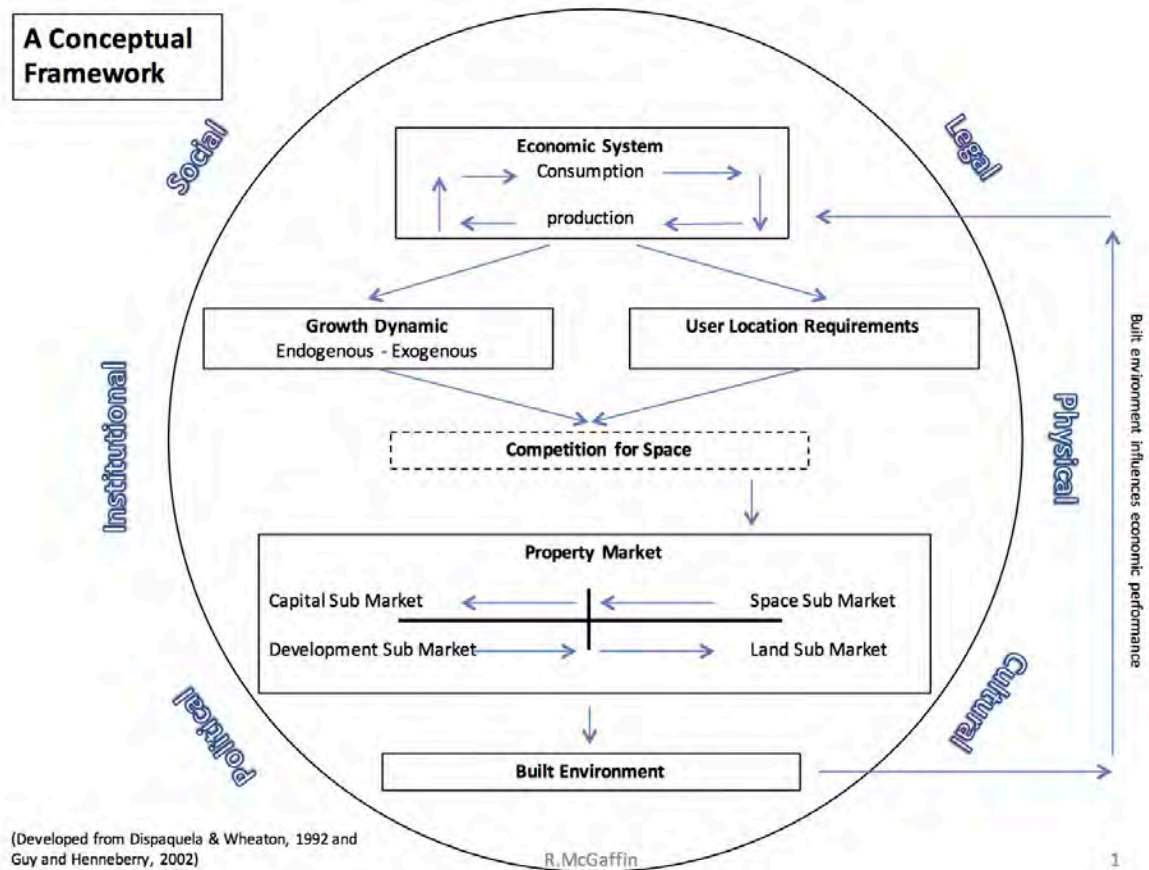 A Conceptual
Framework
Social
Legal
Economic System
Consumption
production
Growth Dynamic
Endogenous - Exogenous
User Location Requirements
Institutional
Physical
Built environment influences economic performance
Competition for Space
Property Market
Capital Sub Market
Space Sub Market
Development Sub Market
Land Sub Market
Political
Cultural
Built Environment
(Developed from Dispaquela & Wheaton, 1992 and
Guy and Henneberry, 2002)
R.McGaffin
1